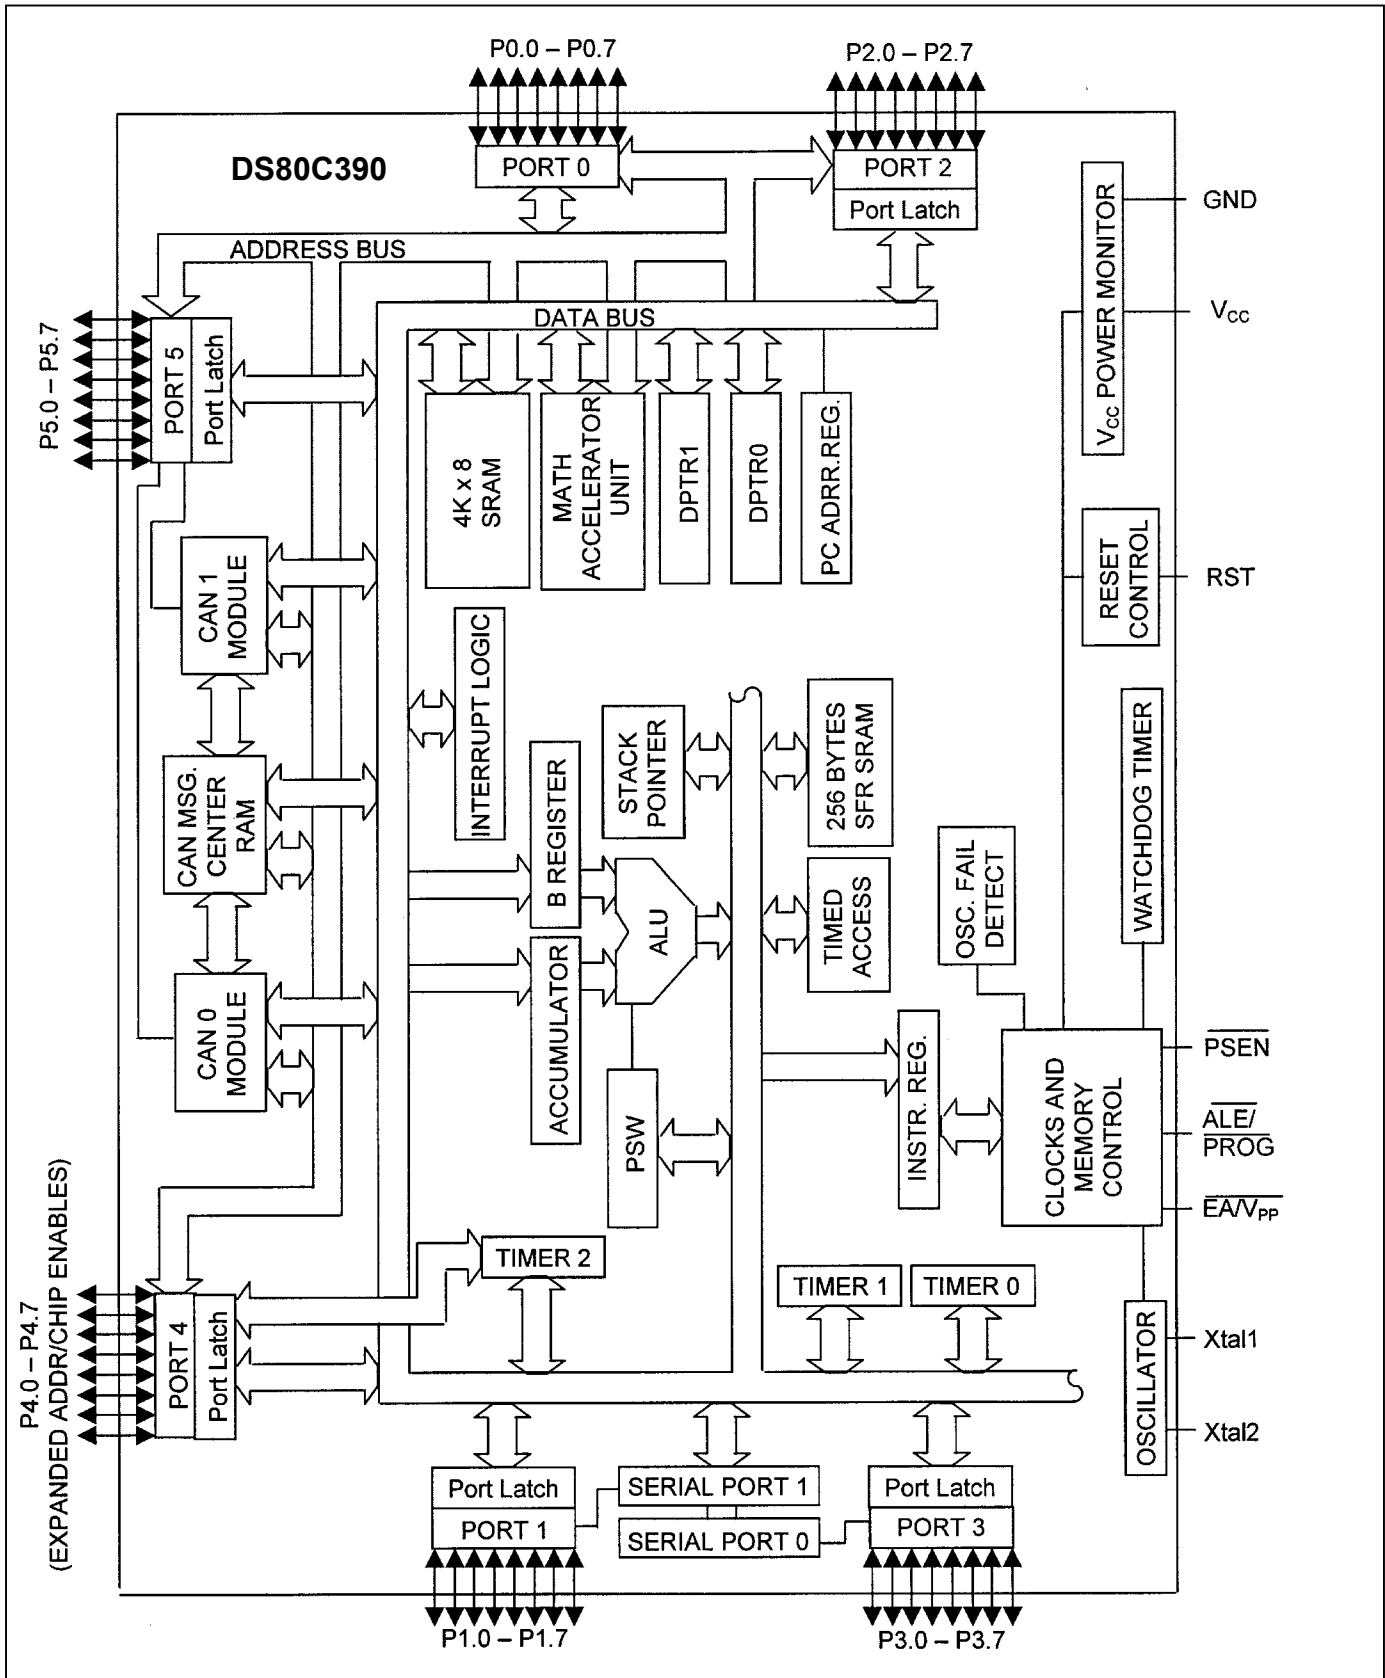 P0.0 – P0.7
P2.0 – P2.7
DS80C390
PORT 0
PORT 2
Port Latch
GND
ADDRESS BUS
V_CC POWER MONITOR
V_CC
DATA BUS
P5.0 – P5.7
PORT 5
Port Latch
4K x 8
SRAM
MATH
ACCELERATOR
UNIT
DPTR1
DPTR0
PC ADRR.REG.
RESET
CONTROL
RST
CAN 1
MODULE
INTERRUPT LOGIC
STACK
POINTER
256 BYTES
SFR SRAM
WATCHDOG TIMER
CAN MSG.
CENTER
RAM
B REGISTER
ALU
TIMED
ACCESS
OSC. FAIL
DETECT
CAN 0
MODULE
ACCUMULATOR
PSW
INSTR. REG.
CLOCKS AND
MEMORY
CONTROL
PSEN
ALE/
PROG
EA/V_PP
P4.0 – P4.7
(EXPANDED ADDR/CHIP ENABLES)
PORT 4
Port Latch
TIMER 2
TIMER 1
TIMER 0
OSCILLATOR
Xtal1
Xtal2
Port Latch
PORT 1
SERIAL PORT 1
SERIAL PORT 0
Port Latch
PORT 3
P1.0 – P1.7
P3.0 – P3.7